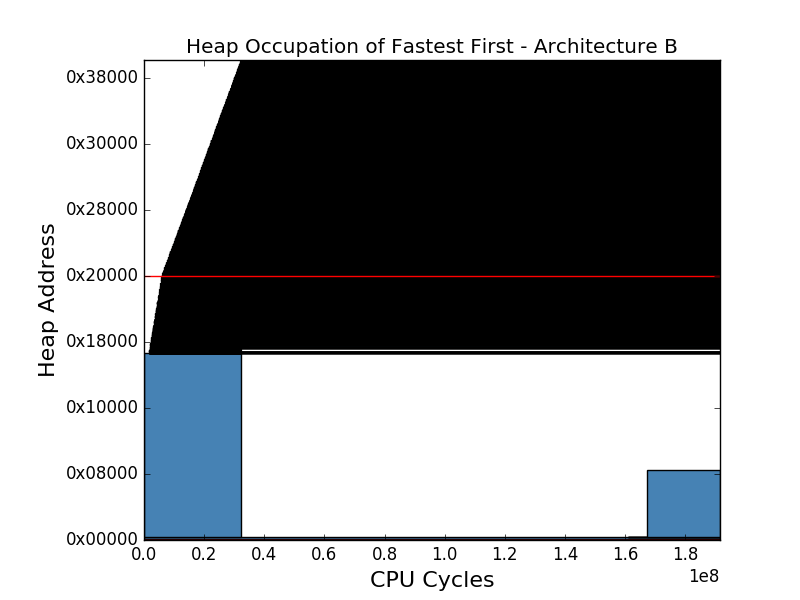 Heap Occupation of Fastest First - Architecture B
0x38000
0x30000
0x28000
0x20000
0x18000
0x10000
0x08000
0x00000
Heap Address
0.0 0.2 0.4 0.6 0.8 1.0 1.2 1.4 1.6 1.8
1e8
CPU Cycles